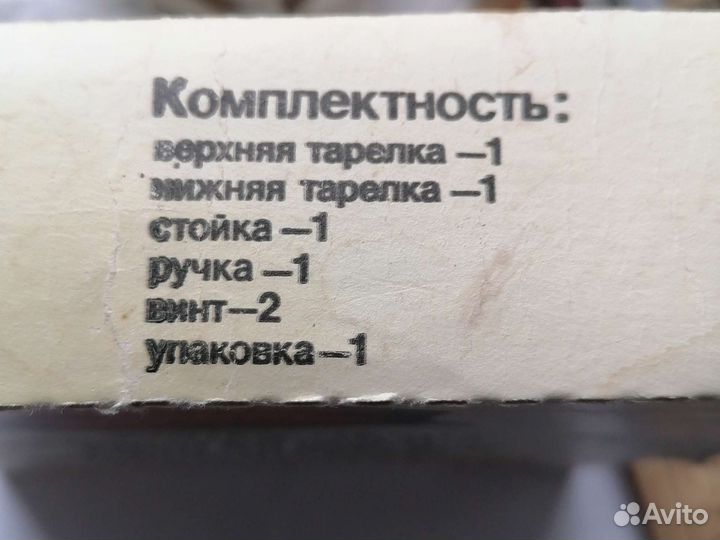 Комплектность:
верхняя тарелка —1
нижняя тарелка —1
стойка —1
ручка —1
винт—2
упаковка—1
Avito